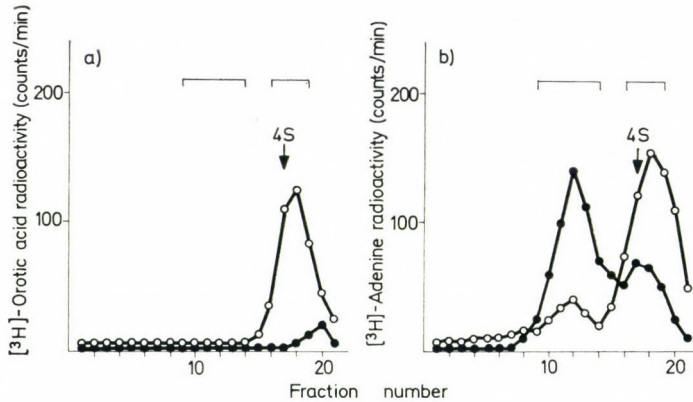 [³H]-Orotic acid radioactivity (counts/min)
a)
200
100
4S
10
20
[³H]-Adenine radioactivity (counts/min)
b)
200
100
4S
10
20
Fraction number